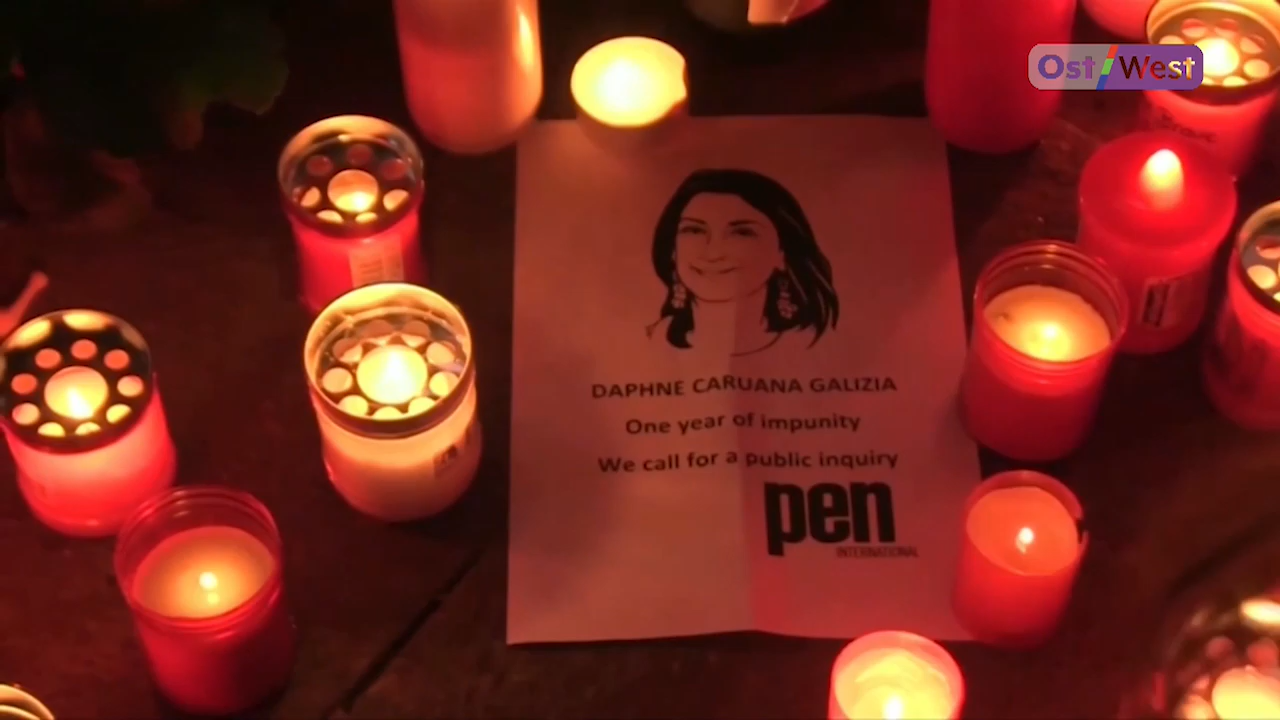 Ost/West
DAPHNE CARUANA GALIZIA
One year of impunity
We call for a public inquiry
pen
INTERNATIONAL